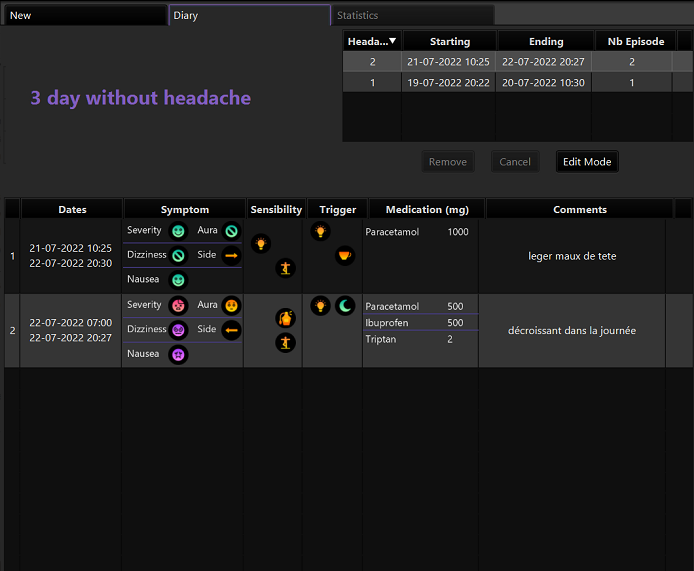 New Diary Statistics
Heada...▼ Starting Ending Nb Episode
2 21-07-2022 10:25 22-07-2022 20:27 2
1 19-07-2022 20:22 20-07-2022 10:30 1
3 day without headache
Remove Cancel Edit Mode
Dates Symptom Sensibility Trigger Medication (mg) Comments
1
21-07-2022 10:25
22-07-2022 20:30
Severity Aura
Dizziness Side
Nausea
Paracetamol 1000
leger maux de tete
2
22-07-2022 07:00
22-07-2022 20:27
Severity Aura
Dizziness Side
Nausea
Paracetamol 500
Ibuprofen 500
Triptan 2
décroissant dans la journée